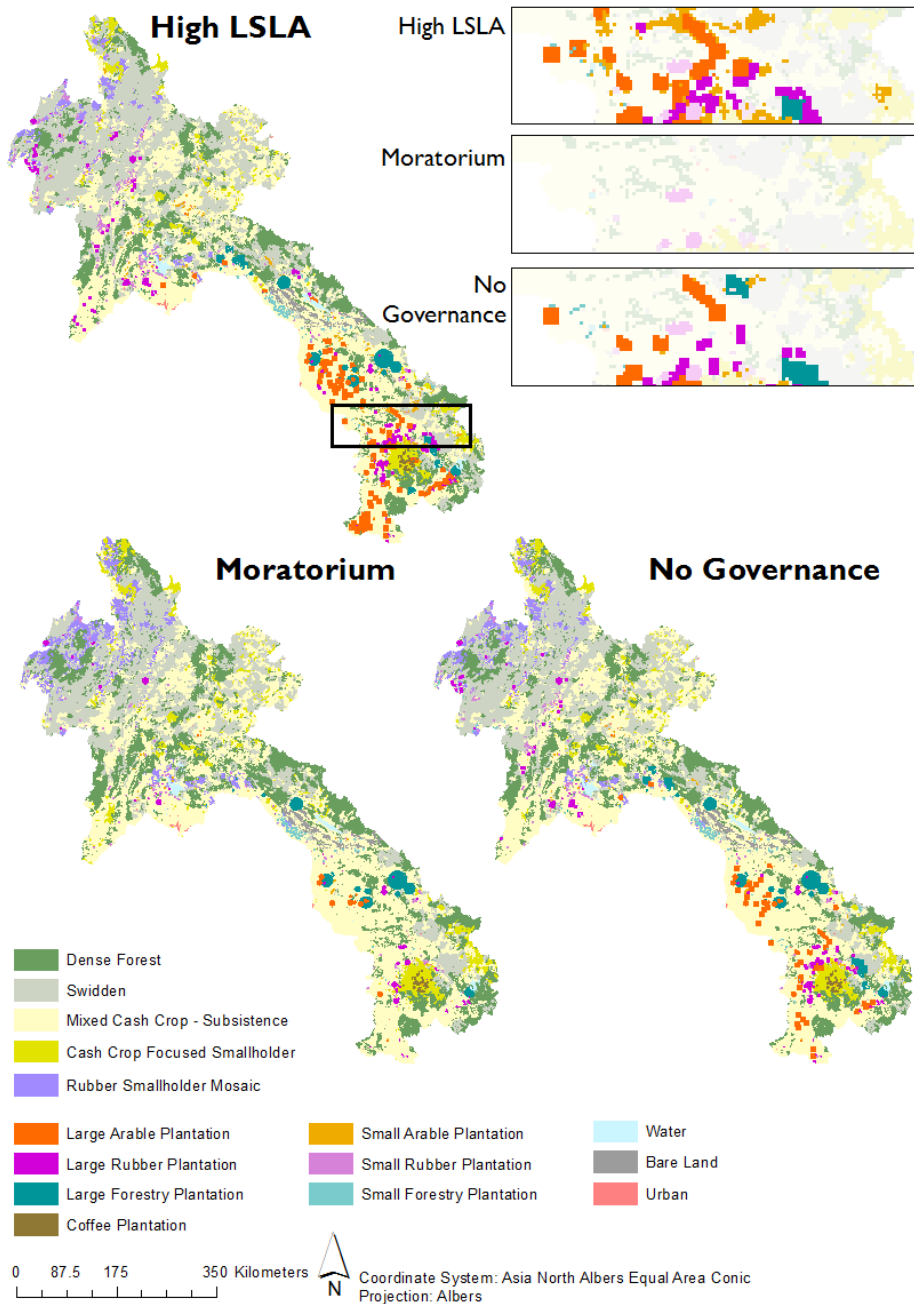 High LSLA
High LSLA
Moratorium
No
Governance
Moratorium
No Governance
Dense Forest
Swidden
Mixed Cash Crop - Subsistence
Cash Crop Focused Smallholder
Rubber Smallholder Mosaic
Large Arable Plantation
Small Arable Plantation
Water
Large Rubber Plantation
Small Rubber Plantation
Bare Land
Large Forestry Plantation
Small Forestry Plantation
Urban
Coffee Plantation
0 87.5 175 350 Kilometers
N
Coordinate System: Asia North Albers Equal Area Conic
Projection: Albers